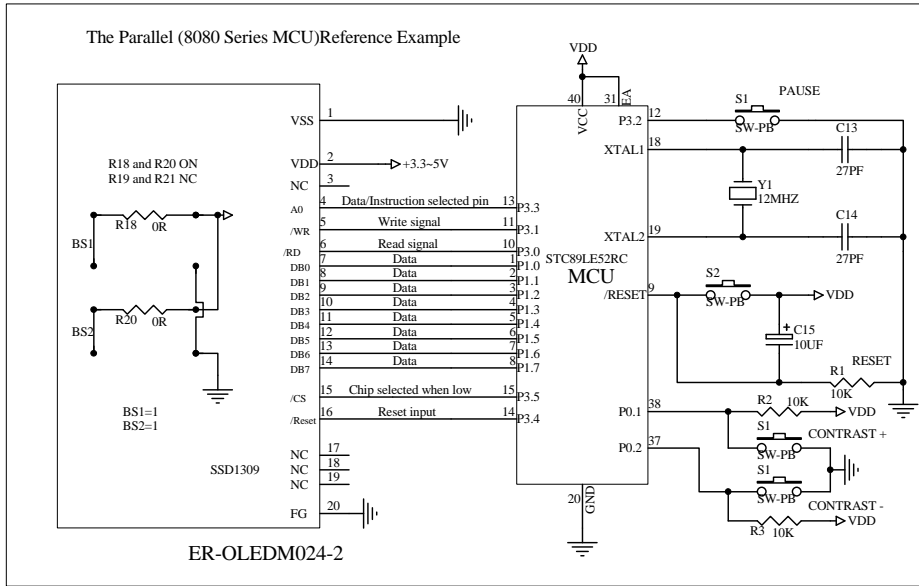 The Parallel (8080 Series MCU)Reference Example
VSS 1
VDD 2 +3.3~5V
NC 3
A0 4 Data/Instruction selected pin 13 P3.3
/WR 5 Write signal 11 P3.1
/RD 6 Read signal 10 P3.0
DB0 7 Data 1 P1.0
DB1 8 Data 2 P1.1
DB2 9 Data 3 P1.2
DB3 10 Data 4 P1.3
DB4 11 Data 5 P1.4
DB5 12 Data 6 P1.5
DB6 13 Data 7 P1.6
DB7 14 Data 8 P1.7
/CS 15 Chip selected when low 15 P3.5
/Reset 16 Reset input 14 P3.4
NC 17
NC 18
NC 19
FG 20
R18 and R20 ON
R19 and R21 NC
BS1 R18 0R
BS2 R20 0R
BS1=1
BS2=1
SSD1309
ER-OLEDM024-2
VDD
40 VCC
31 EA
STC89LE52RC
MCU
20 GND
P3.2 12
S1 PAUSE
SW-PB
XTAL1 18
C13
27PF
Y1
12MHZ
XTAL2 19
C14
27PF
/RESET 9
S2
SW-PB
VDD
+
C15
10UF
RESET
R1
10K
P0.1 38
R2 10K VDD
S1 CONTRAST +
SW-PB
P0.2 37
S1
SW-PB
CONTRAST -
R3 10K VDD